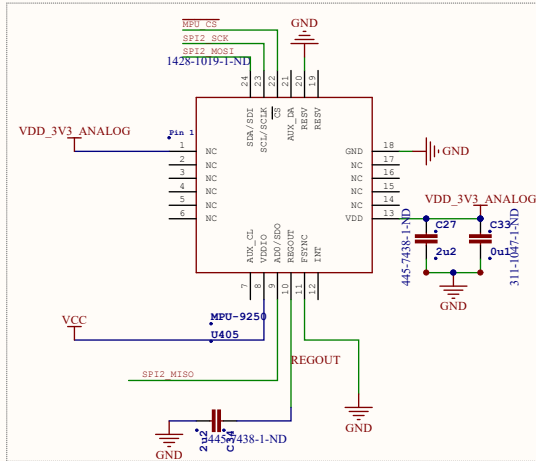 MPU_CS
SPI2_SCK
SPI2_MOSI
1428-1019-1-ND
GND
24
23
22
21
20
19
SDA/SDI
SCL/SCLK
CS
AUX_DA
RESV
RESV
Pin 1
VDD_3V3_ANALOG
1
NC
2
NC
3
NC
4
NC
5
NC
6
NC
GND
18
GND
NC
17
NC
16
NC
15
NC
14
VDD
13
VDD_3V3_ANALOG
C27
2u2
445-7438-1-ND
C33
0u1
311-1047-1-ND
GND
AUX_CL
VDDIO
AD0/SDO
REGOUT
FSYNC
INT
7
8
9
10
11
12
MPU-9250
U405
VCC
REGOUT
SPI2_MISO
GND
2u2
C34
445-7438-1-ND
GND